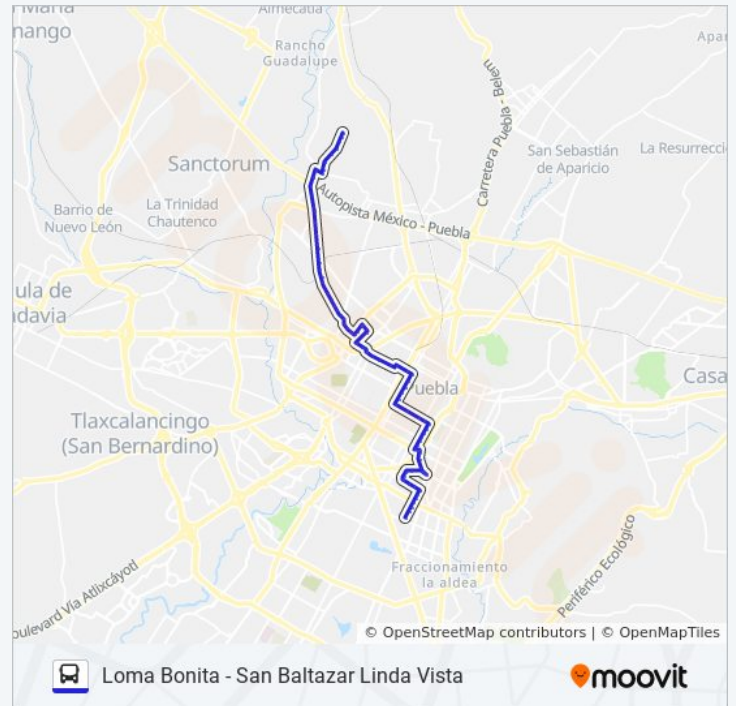 Maria
nango
Almecatla
Rancho
Guadalupe
Apa
Carretera Puebla - Belem
San Sebastián
de Aparicio
La Resurrecci
Sanctorum
Autopista México - Puebla
Barrio de
Nuevo León
La Trinidad
Chautenco
ula de
davia
Puebla
Casa
Tlaxcalancingo
(San Bernardino)
Fraccionamiento
la aldea
Periférico Ecológico
oulevard Vía Atlixcáyotl
© OpenStreetMap contributors | © OpenMapTiles
Loma Bonita - San Baltazar Linda Vista
moovit